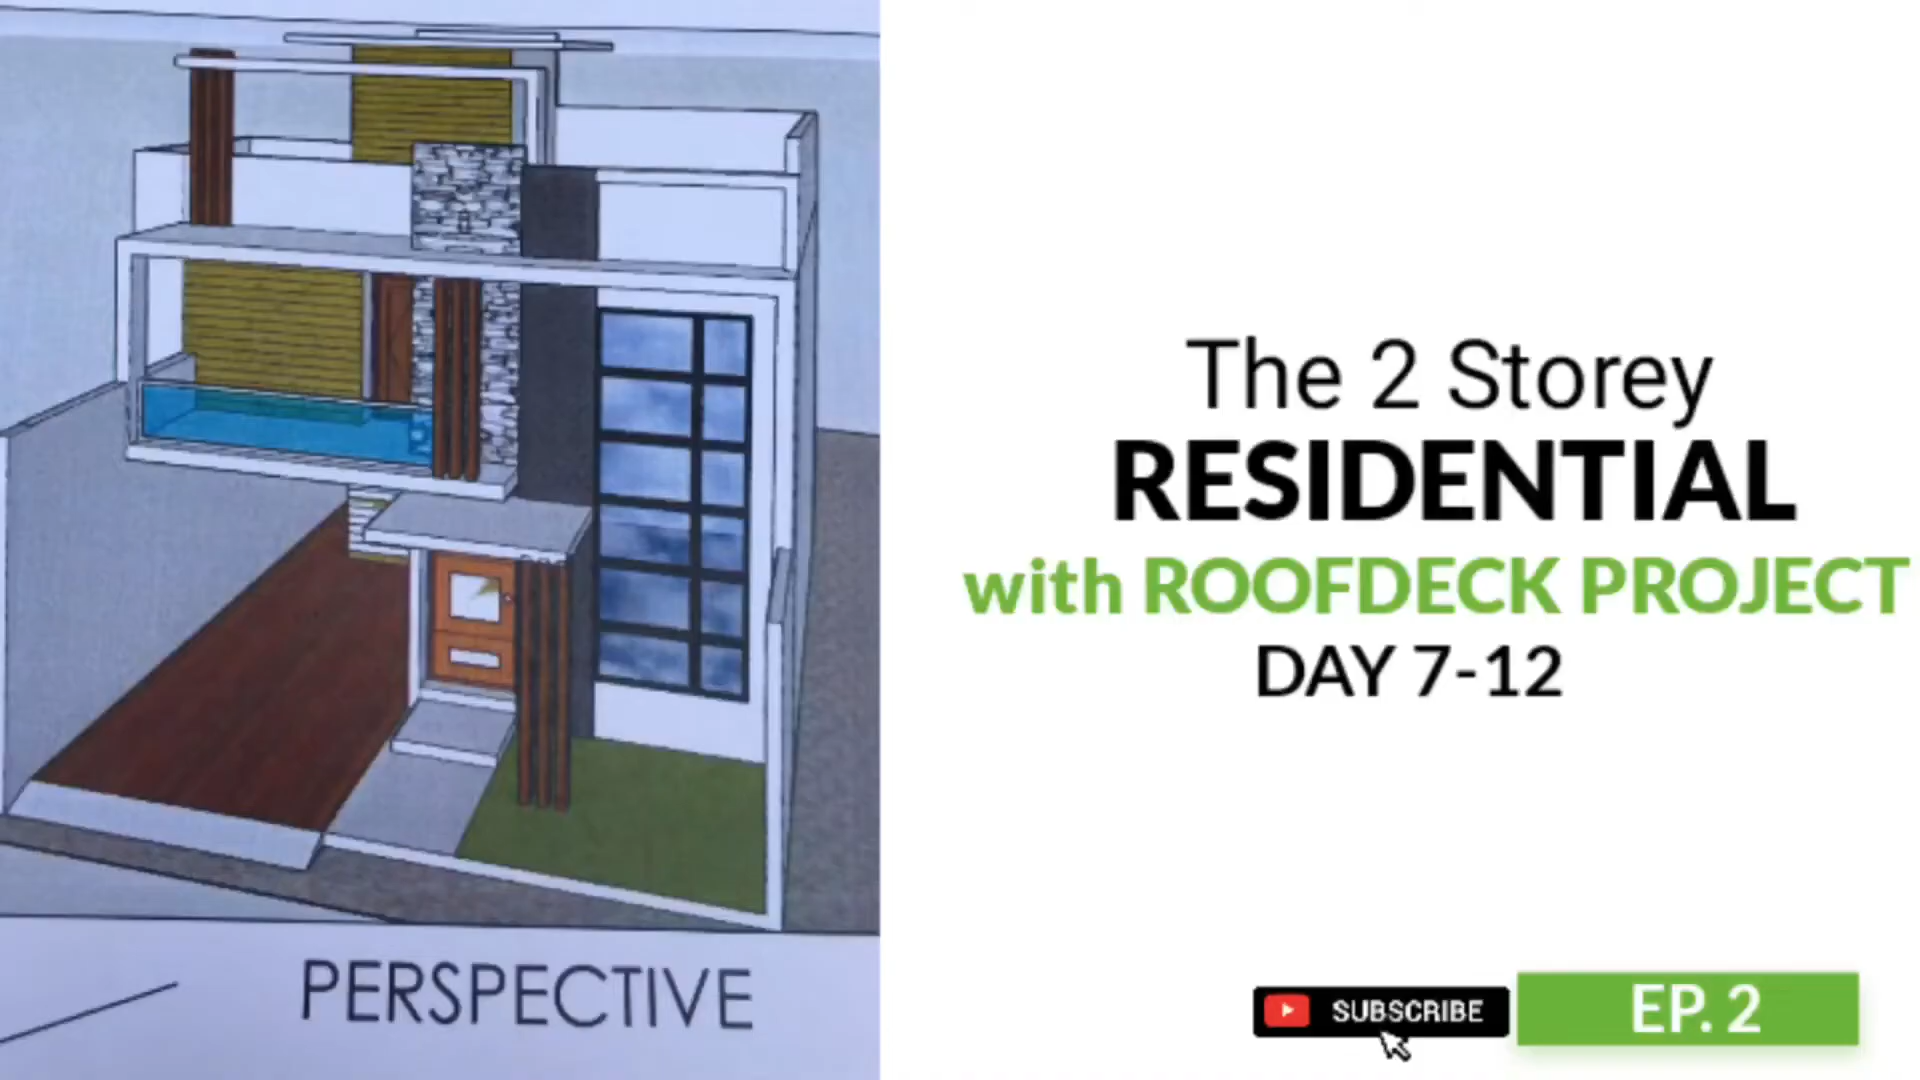 The 2 Storey
RESIDENTIAL
with ROOFDECK PROJECT
DAY 7-12
PERSPECTIVE
SUBSCRIBE
EP. 2